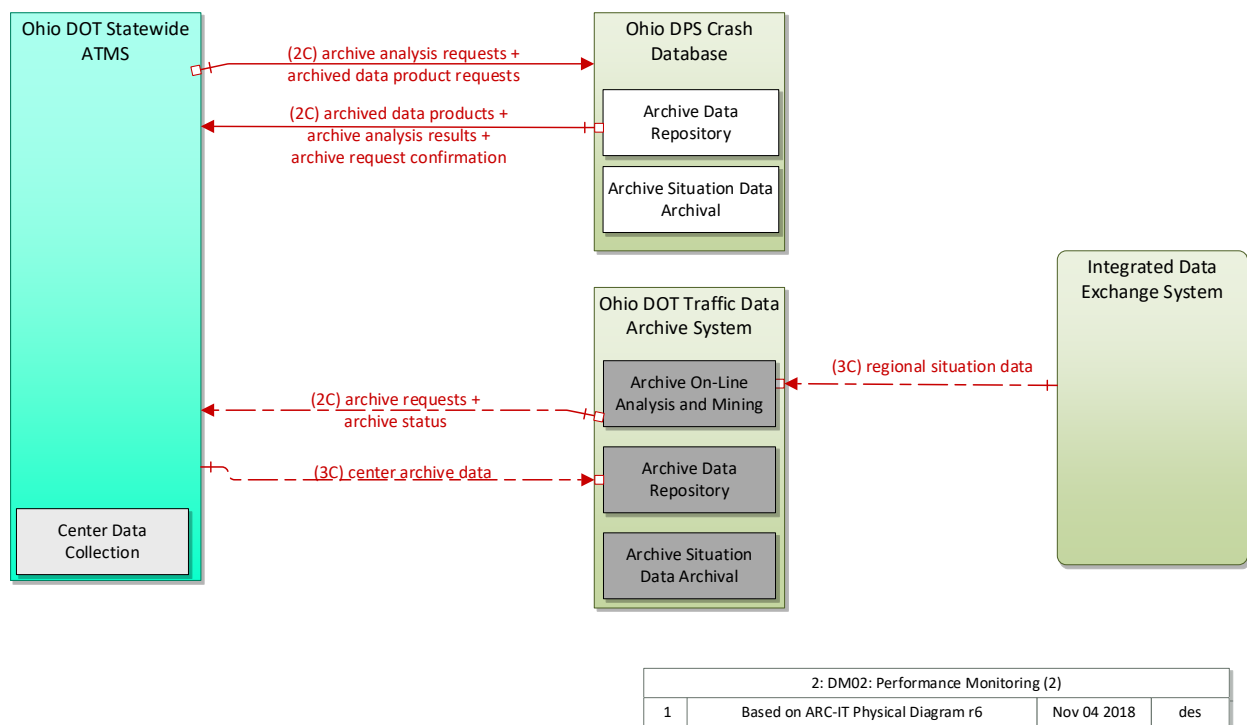 Ohio DOT Statewide
ATMS
(2C) archive analysis requests +
archived data product requests
Ohio DPS Crash
Database
(2C) archived data products +
archive analysis results +
archive request confirmation
Archive Data
Repository
Archive Situation Data
Archival
Integrated Data
Exchange System
Ohio DOT Traffic Data
Archive System
(3C) regional situation data
Archive On-Line
Analysis and Mining
(2C) archive requests +
archive status
(3C) center archive data
Archive Data
Repository
Center Data
Collection
Archive Situation
Data Archival
2: DM02: Performance Monitoring (2)
1 Based on ARC-IT Physical Diagram r6 Nov 04 2018 des